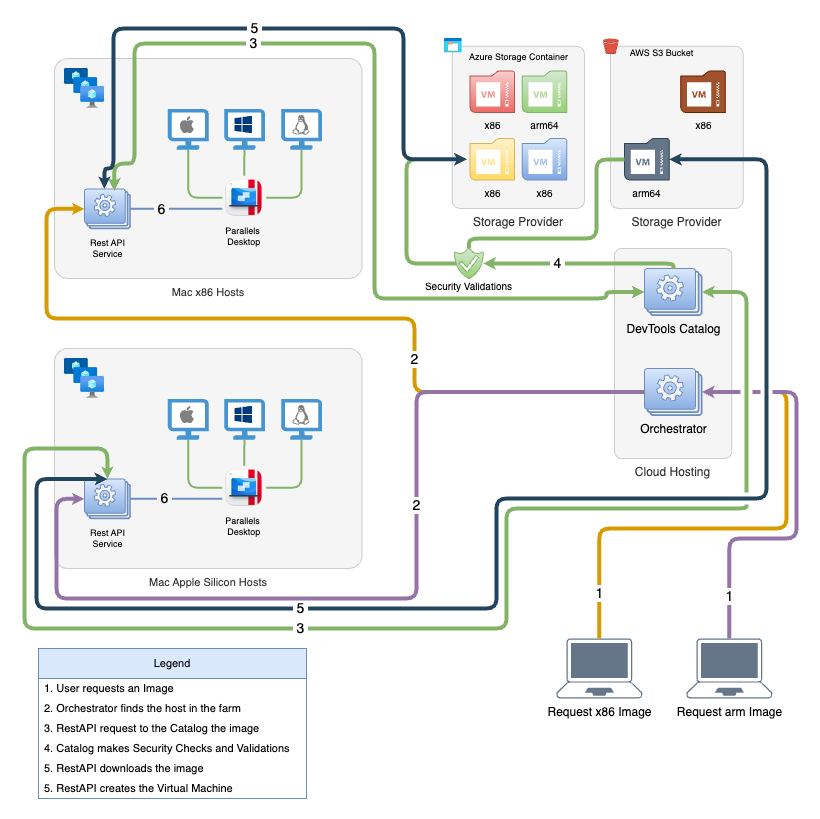 5
3
Azure Storage Container
AWS S3 Bucket
VM
VM
VM
x86
arm64
x86
VM
VM
VM
x86
x86
arm64
Storage Provider
Storage Provider
6
Rest API
Service
Parallels
Desktop
Mac x86 Hosts
4
Security Validations
DevTools Catalog
2
Orchestrator
Cloud Hosting
6
2
Rest API
Service
Parallels
Desktop
Mac Apple Silicon Hosts
5
3
1
1
Request x86 Image
Request arm Image
Legend
1. User requests an Image
2. Orchestrator finds the host in the farm
3. RestAPI request to the Catalog the image
4. Catalog makes Security Checks and Validations
5. RestAPI downloads the image
5. RestAPI creates the Virtual Machine